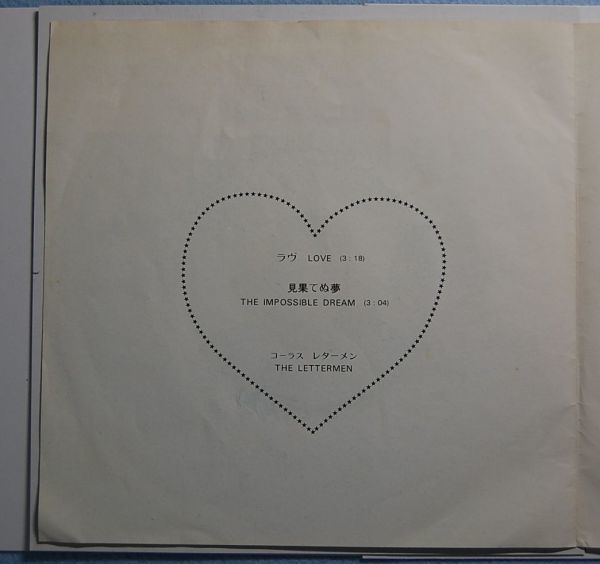 ラヴ LOVE (3:18)
見果てぬ夢
THE IMPOSSIBLE DREAM (3:04)
コーラス レターメン
THE LETTERMEN